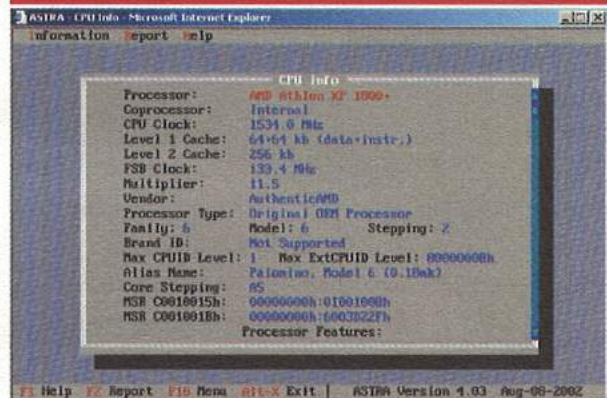 ASTRA - CPU Info - Microsoft Internet Explorer
Information Report Help
CPU Info
Processor: AMD Athlon XP 1800+
Coprocessor: Internal
CPU Clock: 1534.0 MHz
Level 1 Cache: 64+64 kb (data+instr.)
Level 2 Cache: 256 kb
FSB Clock: 133.4 MHz
Multiplier: 11.5
Vendor: AuthenticAMD
Processor Type: Original OEM Processor
Family: 6 Model: 6 Stepping: 2
Brand ID: Not Supported
Max CPUID Level: 1 Max ExtCPUID Level: 80000008h
Alias Name: Palomino, Model 6 (0.18mk)
Core Stepping: A5
MSR C0010015h:
MSR C001001Bh:
Processor Features:
F1 Help F2 Report F10 Menu Alt-X Exit | ASTRA Version 4.03 Aug-08-2002